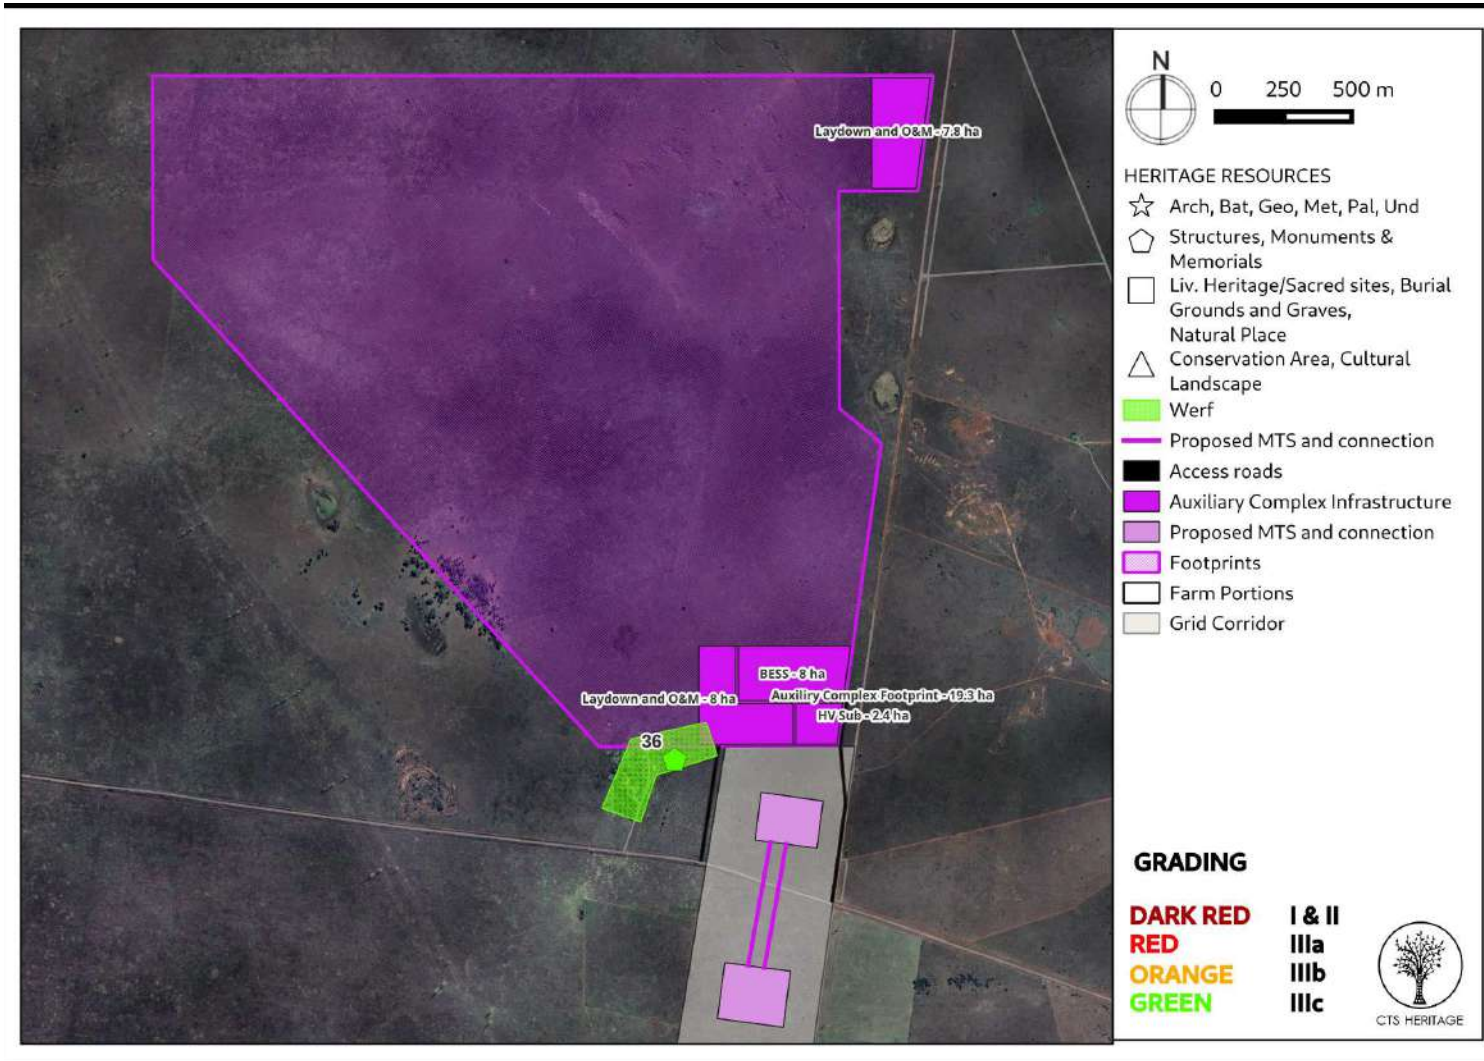 Laydown and O&M - 7.8 ha
BESS - 8 ha
Laydown and O&M - 8 ha
Auxiliry Complex Footprint - 19.3 ha
HV Sub - 2.4 ha
36
N
0 250 500 m
HERITAGE RESOURCES
Arch, Bat, Geo, Met, Pal, Und
Structures, Monuments &
Memorials
Liv. Heritage/Sacred sites, Burial
Grounds and Graves,
Natural Place
Conservation Area, Cultural
Landscape
Werf
Proposed MTS and connection
Access roads
Auxiliary Complex Infrastructure
Proposed MTS and connection
Footprints
Farm Portions
Grid Corridor
GRADING
DARK RED I & II
RED IIIa
ORANGE IIIb
GREEN IIIc
CTS HERITAGE